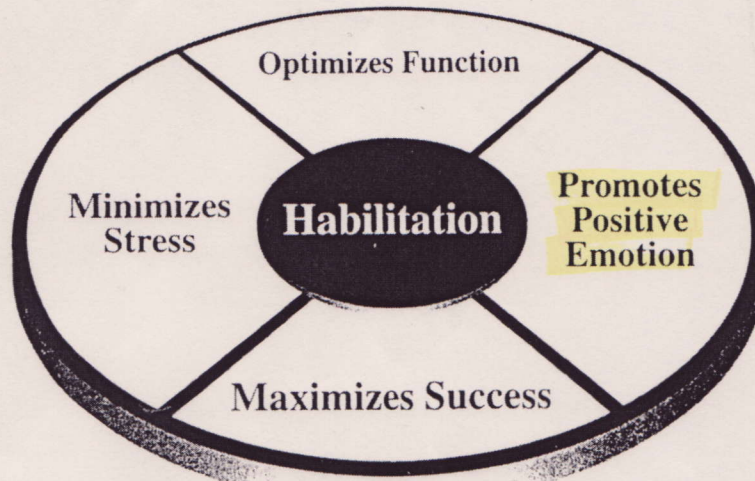 Optimizes Function
Minimizes
Stress
Habilitation
Promotes
Positive
Emotion
Maximizes Success